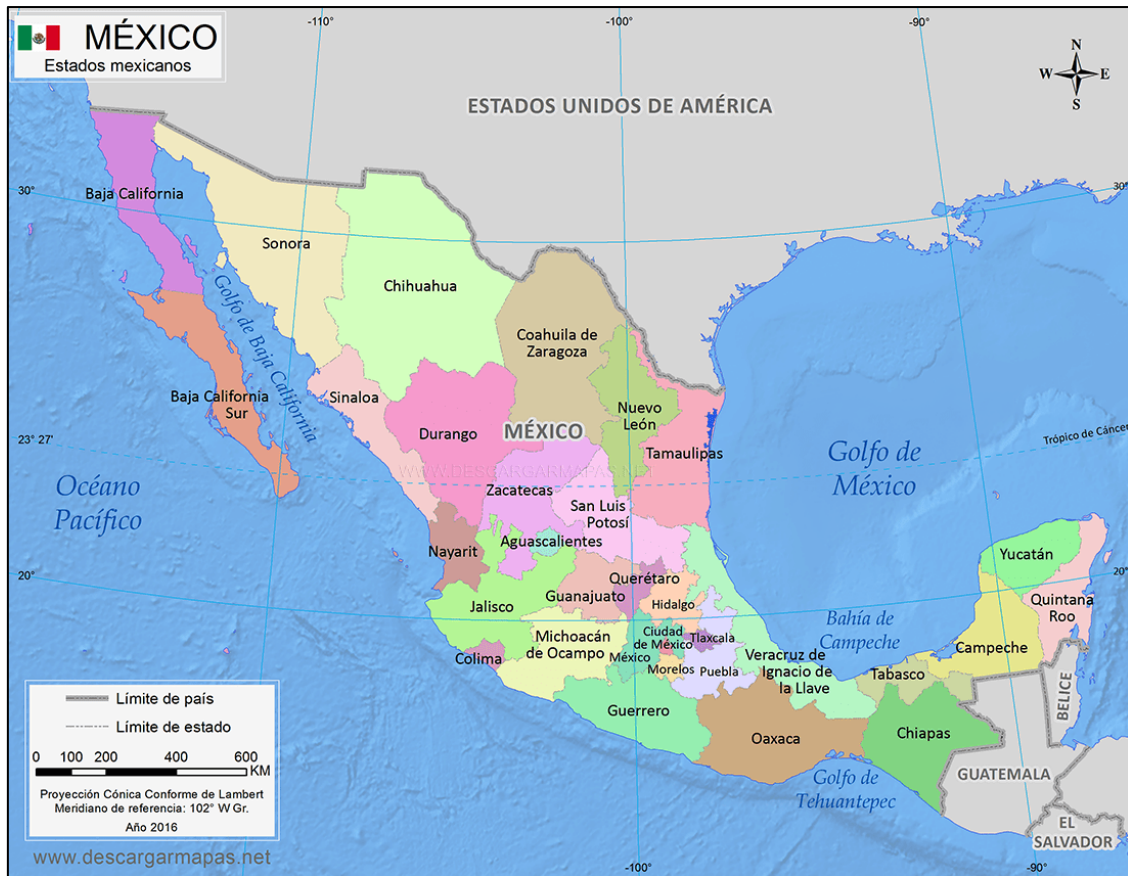 MÉXICO
Estados mexicanos
-110°
-100°
-90°
N
W E
S
ESTADOS UNIDOS DE AMÉRICA
30°
30°
Baja California
Sonora
Chihuahua
Coahuila de
Zaragoza
Golfo de Baja California
Baja California
Sur
Sinaloa
Durango
Nuevo
León
MÉXICO
Tamaulipas
23° 27'
Trópico de Cáncer
WWW.DESCARGARMAPAS.NET
Golfo de
México
Océano
Pacífico
Zacatecas
San Luis
Potosí
Nayarit
Aguascalientes
Yucatán
20°
20°
Querétaro
Guanajuato
Hidalgo
Jalisco
Quintana
Roo
Bahía de
Campeche
Michoacán
de Ocampo
Ciudad
de México
Tlaxcala
México
Colima
Morelos
Puebla
Veracruz de
Ignacio de
la Llave
Campeche
Tabasco
BELICE
Guerrero
Oaxaca
Chiapas
Golfo de
Tehuantepec
GUATEMALA
EL
SALVADOR
Límite de país
Límite de estado
0 100 200 400 600
KM
Proyección Cónica Conforme de Lambert
Meridiano de referencia: 102° W Gr.
Año 2016
www.descargarmapas.net
-100°
-90°